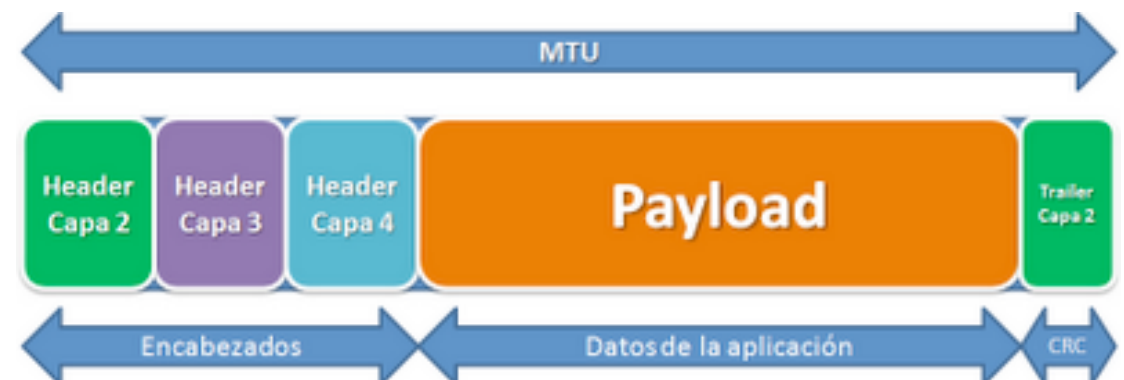 MTU
Header
Capa 2
Header
Capa 3
Header
Capa 4
Payload
Trailer
Capa 2
Encabezados
Datos de la aplicación
CRC